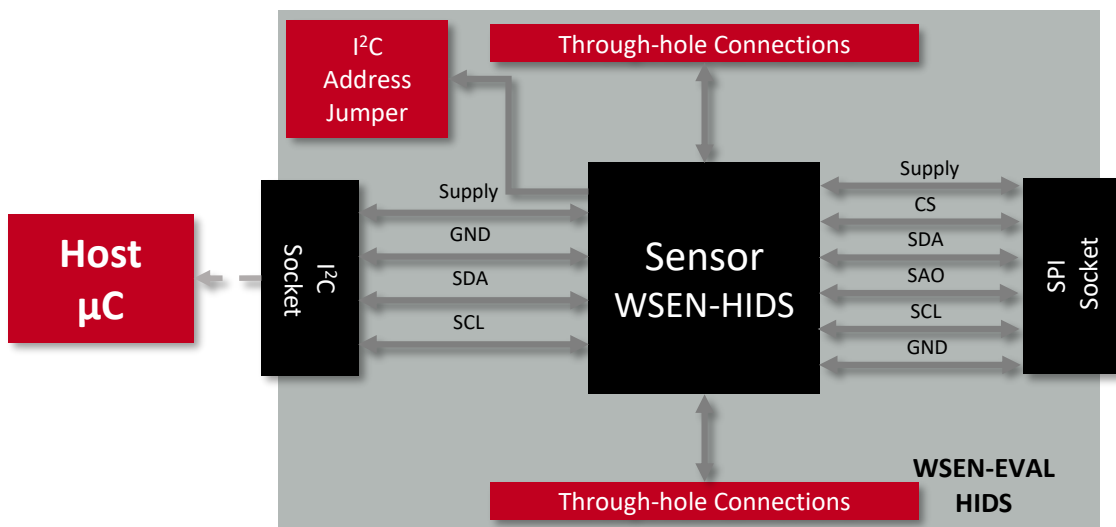 I²C
Address
Jumper
Through-hole Connections
Host
µC
I²C
Socket
Supply
GND
SDA
SCL
Sensor
WSEN-HIDS
Supply
CS
SDA
SAO
SCL
GND
SPI
Socket
Through-hole Connections
WSEN-EVAL
HIDS